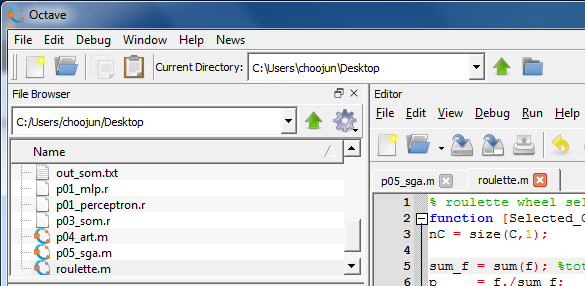 Octave
File Edit Debug Window Help News
Current Directory: C:\Users\choojun\Desktop
File Browser
C:/Users/choojun/Desktop
Name
out_som.txt
p01_mlp.r
p01_perceptron.r
p03_som.r
p04_art.m
p05_sga.m
roulette.m
Editor
File Edit View Debug Run Help
p05_sga.m roulette.m
1 % roulette wheel sel
2 function [Selected_C
3 nC = size(C,1);
4
5 sum_f = sum(f); %tot
6 p = f./sum_f;